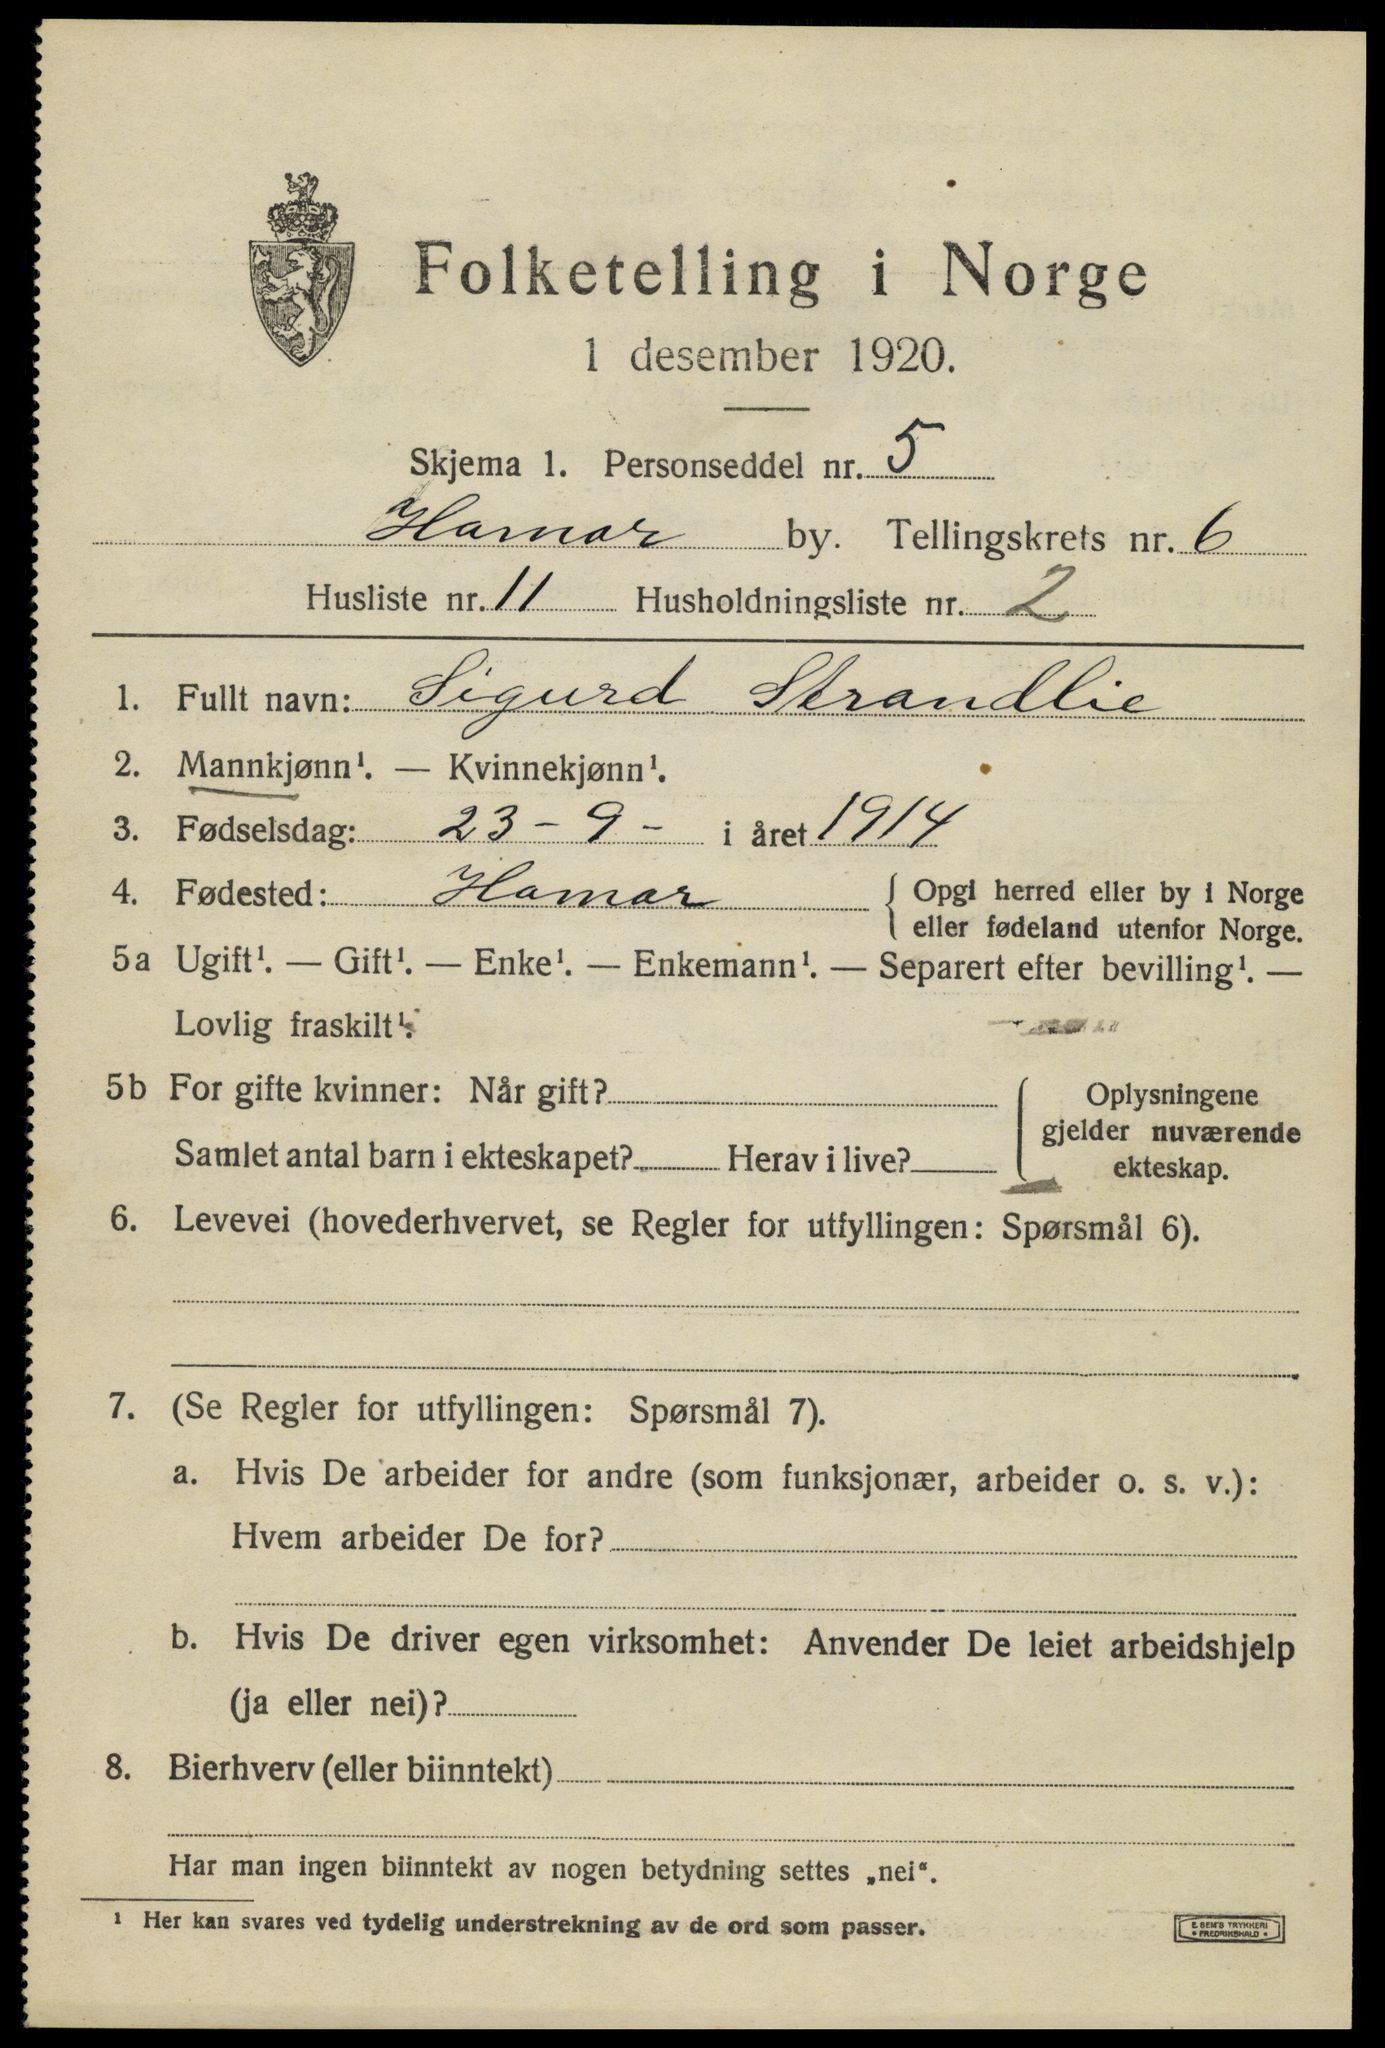 Folketelling i Norge
1 desember 1920.
Skjema 1. Personseddel nr. 5
Hamar by. Tellingskrets nr. 6
Husliste nr. 11 Husholdningsliste nr. 2
1. Fullt navn: Sigurd Strandlie
2. Mannkjønn¹. — Kvinnekjønn¹.
3. Fødselsdag: 23 - 9 - i året 1914
4. Fødested: Hamar { Opgi herred eller by i Norge
eller fødeland utenfor Norge.
5a Ugift¹. — Gift¹. — Enke¹. — Enkemann¹. — Separert efter bevilling¹. —
Lovlig fraskilt¹.
5b For gifte kvinner: Når gift?
Samlet antal barn i ekteskapet? Herav i live?
Oplysningene
gjelder nuværende
ekteskap.
6. Levevei (hovederhvervet, se Regler for utfyllingen: Spørsmål 6).
7. (Se Regler for utfyllingen: Spørsmål 7).
a. Hvis De arbeider for andre (som funksjonær, arbeider o. s. v.):
Hvem arbeider De for?
b. Hvis De driver egen virksomhet: Anvender De leiet arbeidshjelp
(ja eller nei)?
8. Bierhverv (eller biinntekt)
Har man ingen biinntekt av nogen betydning settes „nei“.
¹ Her kan svares ved tydelig understrekning av de ord som passer.
E. SEM'S TRYKKERI
• FREDRIKSHALD •